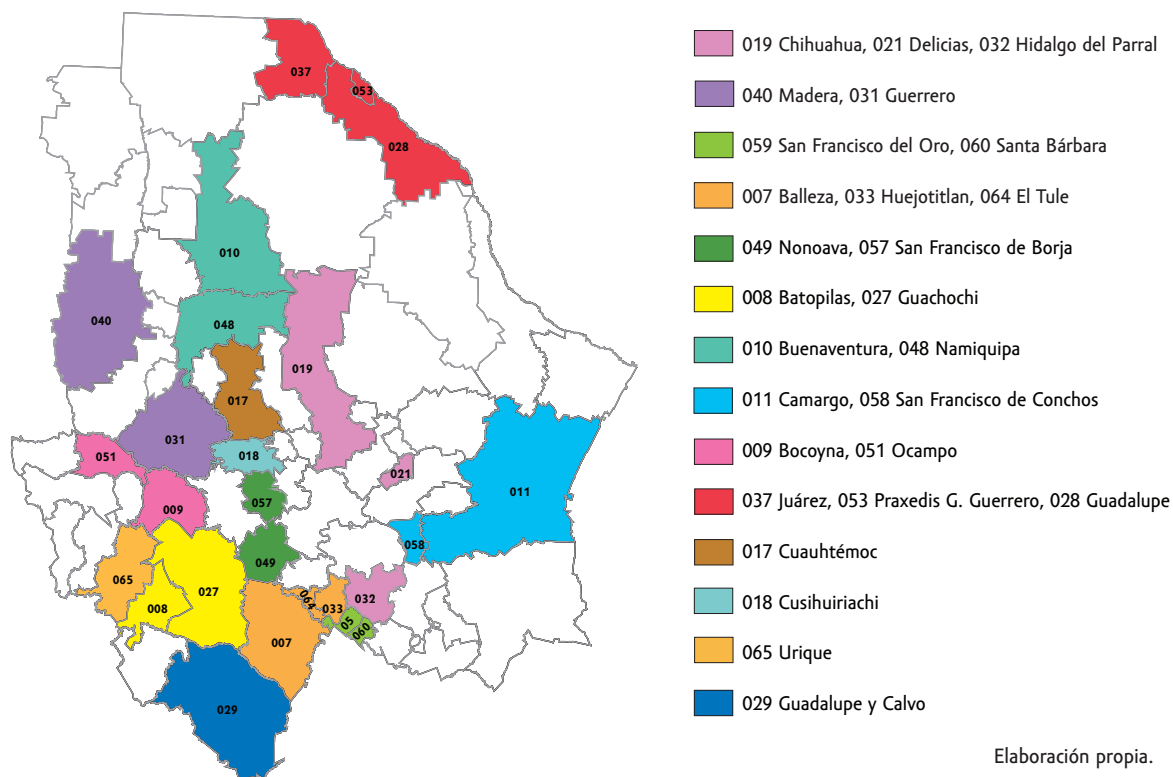 037
053
028
010
040
048
019
017
031
018
051
021
057
011
009
058
049
065
027
064
032
008
033
05
060
007
029
019 Chihuahua, 021 Delicias, 032 Hidalgo del Parral
040 Madera, 031 Guerrero
059 San Francisco del Oro, 060 Santa Bárbara
007 Balleza, 033 Huejotitlan, 064 El Tule
049 Nonoava, 057 San Francisco de Borja
008 Batopilas, 027 Guachochi
010 Buenaventura, 048 Namiquipa
011 Camargo, 058 San Francisco de Conchos
009 Bocoyna, 051 Ocampo
037 Juárez, 053 Praxedis G. Guerrero, 028 Guadalupe
017 Cuauhtémoc
018 Cusihuiriachi
065 Urique
029 Guadalupe y Calvo
Elaboración propia.